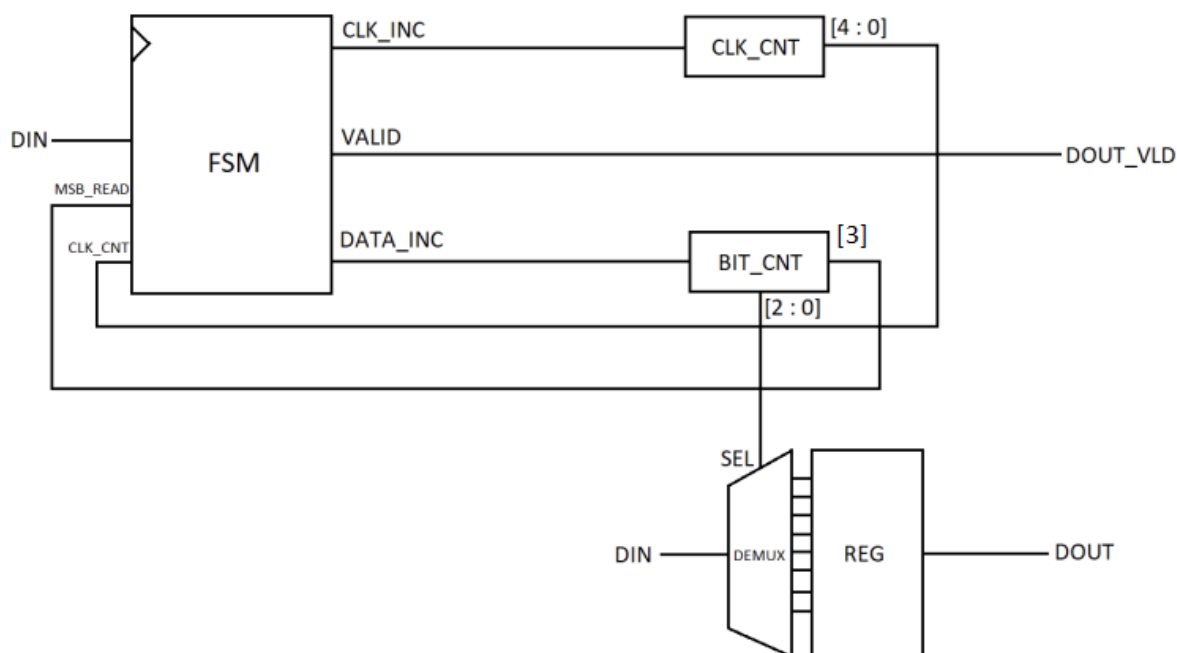 CLK_INC
[4 : 0]
CLK_CNT
DIN
VALID
FSM
DOUT_VLD
MSB_READ
DATA_INC
[3]
CLK_CNT
BIT_CNT
[2 : 0]
SEL
DIN
DEMUX
REG
DOUT